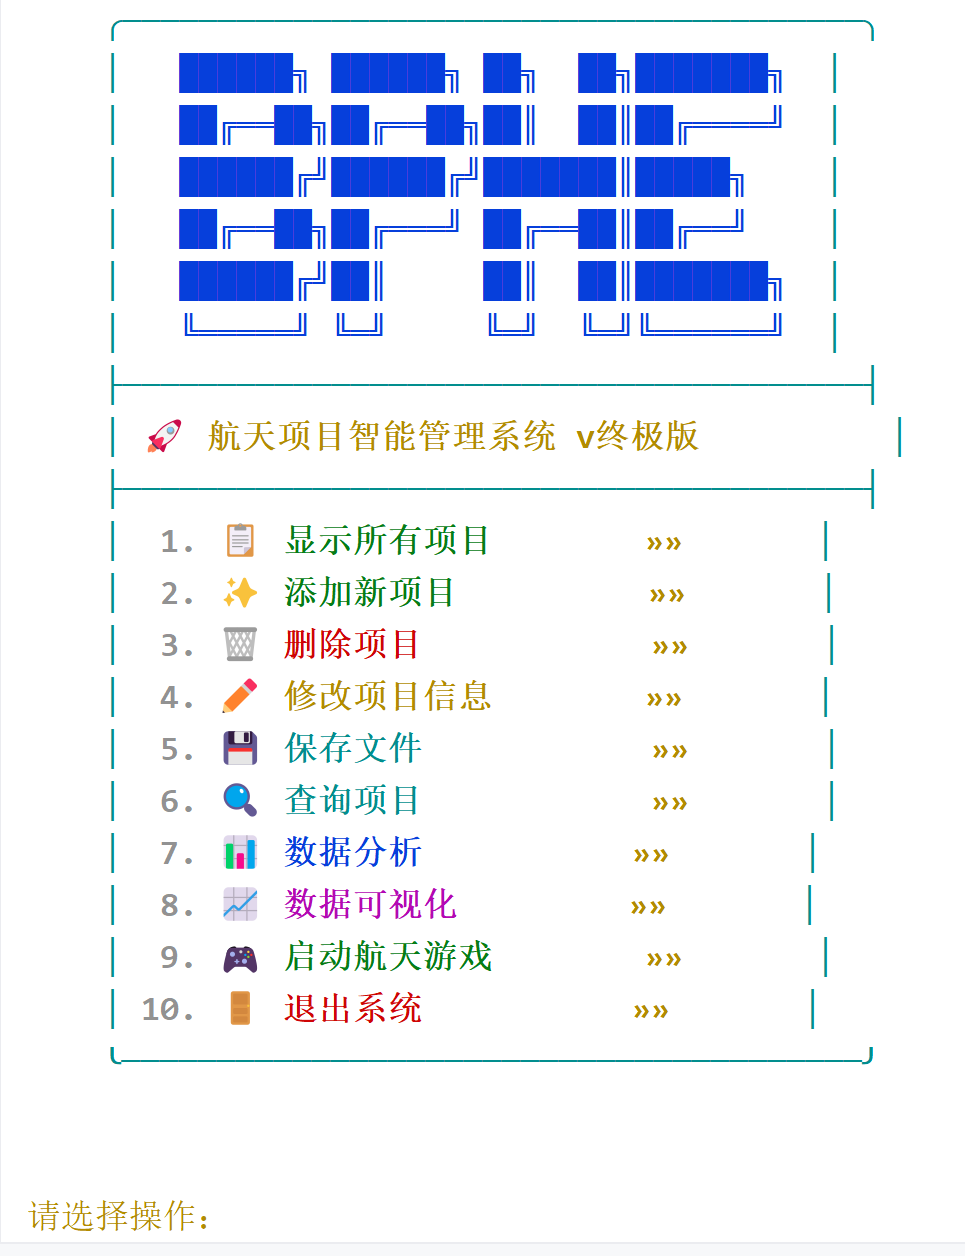 BPHE
航天项目智能管理系统 v终极版
1. 显示所有项目 »»
2. 添加新项目 »»
3. 删除项目 »»
4. 修改项目信息 »»
5. 保存文件 »»
6. 查询项目 »»
7. 数据分析 »»
8. 数据可视化 »»
9. 启动航天游戏 »»
10. 退出系统 »»
请选择操作：